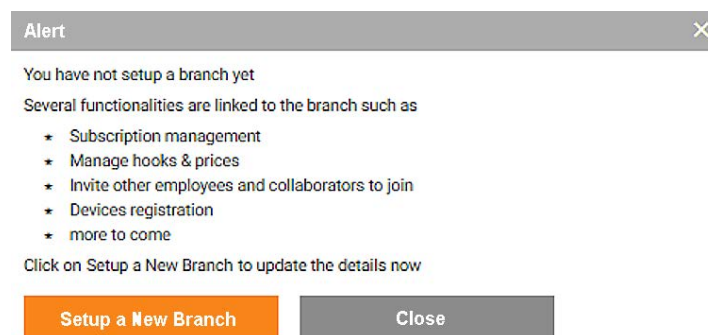 Alert
You have not setup a branch yet
Several functionalities are linked to the branch such as
* Subscription management
* Manage hooks & prices
* Invite other employees and collaborators to join
* Devices registration
* more to come
Click on Setup a New Branch to update the details now
Setup a New Branch
Close